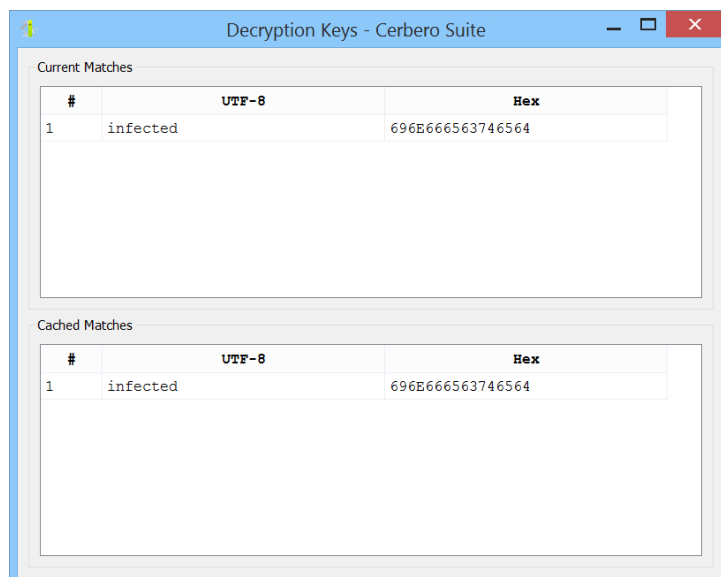 Decryption Keys - Cerbero Suite
Current Matches
# UTF-8 Hex
1 infected 696E666563746564
Cached Matches
# UTF-8 Hex
1 infected 696E666563746564